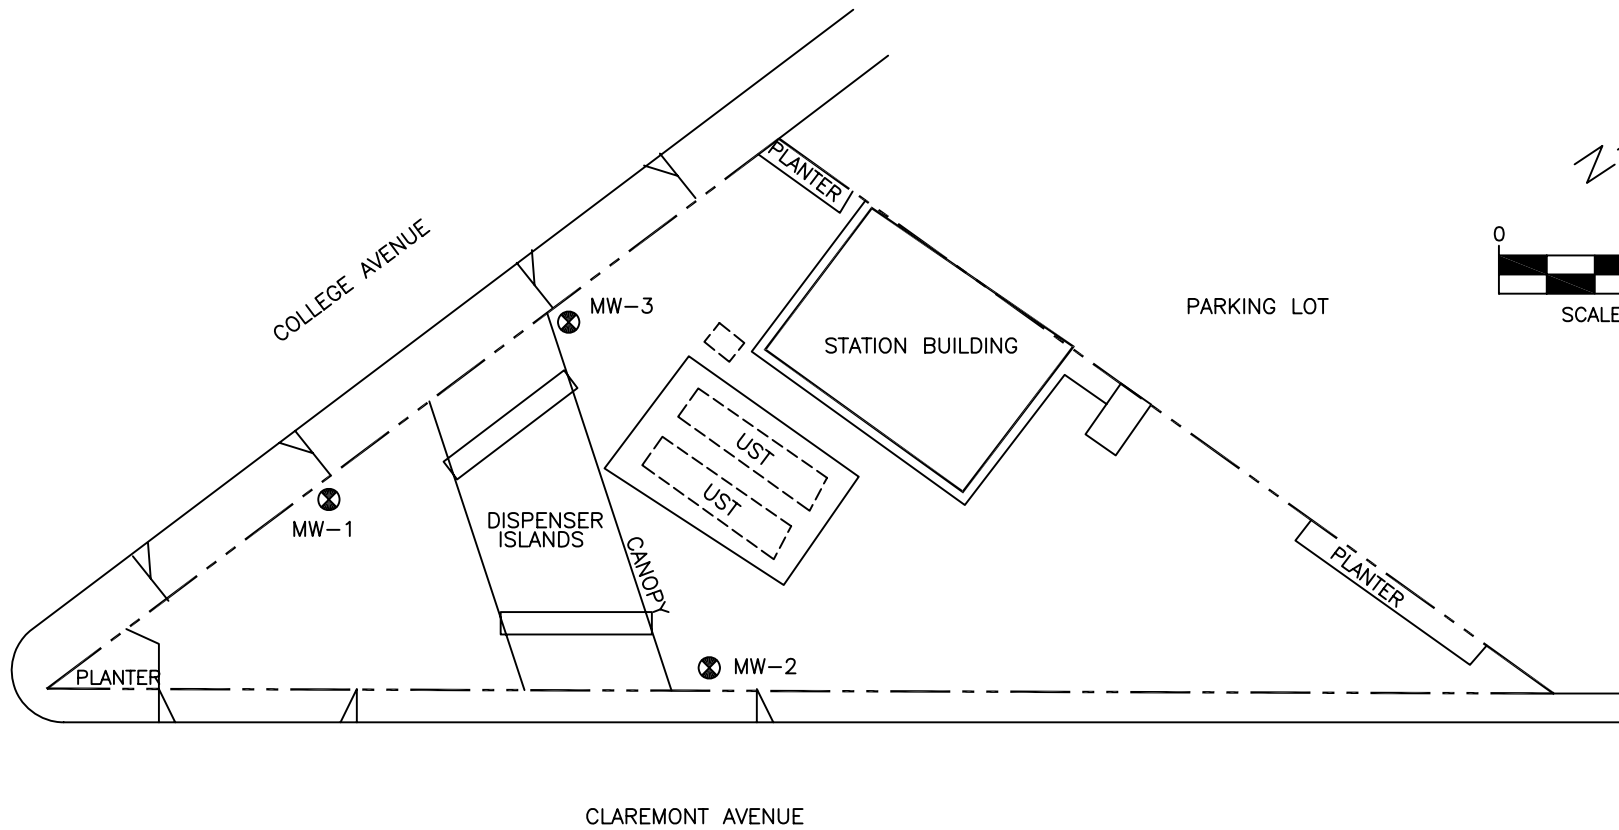 PLANTER
N
COLLEGE AVENUE
0
MW-3
PARKING LOT
SCALE
STATION BUILDING
UST
UST
MW-1
DISPENSER
ISLANDS
CANOPY
PLANTER
MW-2
PLANTER
CLAREMONT AVENUE